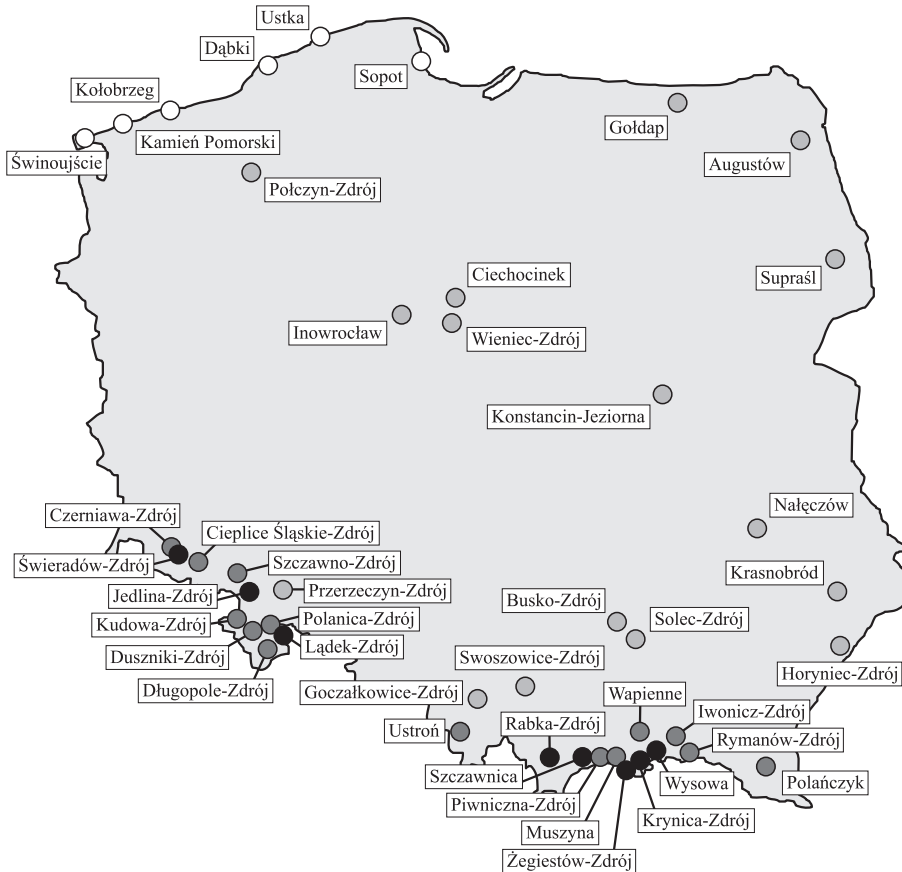 Ustka
Dąbki
Sopot
Kołobrzeg
Gołdap
Kamień Pomorski
Augustów
Świnoujście
Połczyn-Zdrój
Supraśl
Ciechocinek
Inowrocław
Wieniec-Zdrój
Konstancin-Jeziorna
Nałęczów
Czerniawa-Zdrój
Cieplice Śląskie-Zdrój
Świeradów-Zdrój
Szczawno-Zdrój
Krasnobród
Jedlina-Zdrój
Przerzeczyn-Zdrój
Busko-Zdrój
Solec-Zdrój
Kudowa-Zdrój
Polanica-Zdrój
Duszniki-Zdrój
Lądek-Zdrój
Swoszowice-Zdrój
Horyniec-Zdrój
Długopole-Zdrój
Goczałkowice-Zdrój
Wapienne
Iwonicz-Zdrój
Ustroń
Rabka-Zdrój
Rymanów-Zdrój
Szczawnica
Wysowa
Polańczyk
Piwniczna-Zdrój
Krynica-Zdrój
Muszyna
Żegiestów-Zdrój